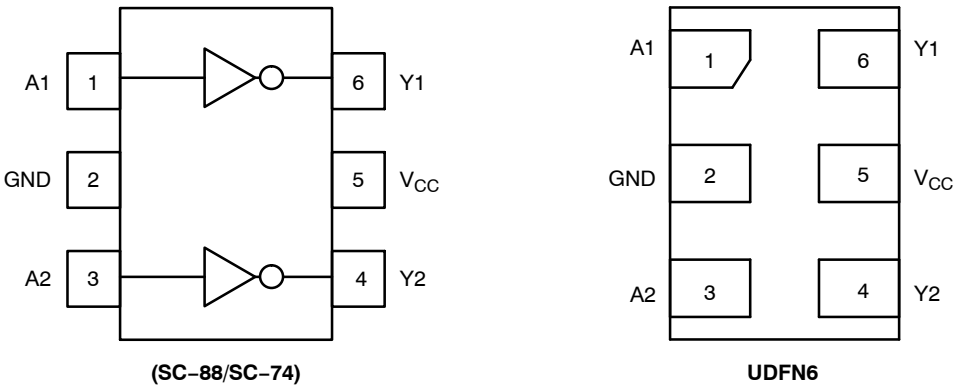 A1 1 6 Y1
GND 2 5 VCC
A2 3 4 Y2
(SC−88/SC−74)
A1 1 6 Y1
GND 2 5 VCC
A2 3 4 Y2
UDFN6